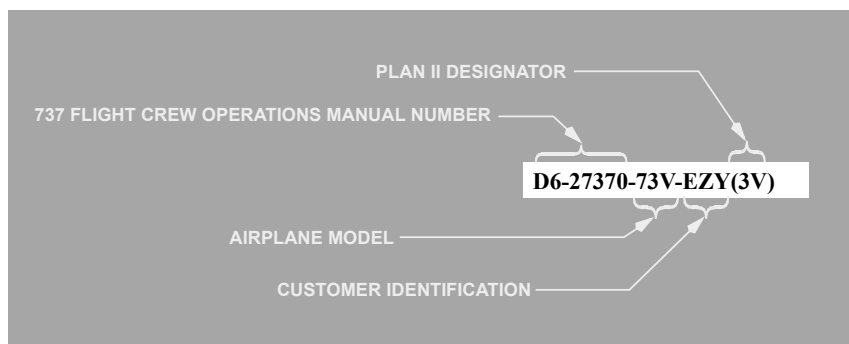 PLAN II DESIGNATOR
737 FLIGHT CREW OPERATIONS MANUAL NUMBER
D6-27370-73V-EZY(3V)
AIRPLANE MODEL
CUSTOMER IDENTIFICATION